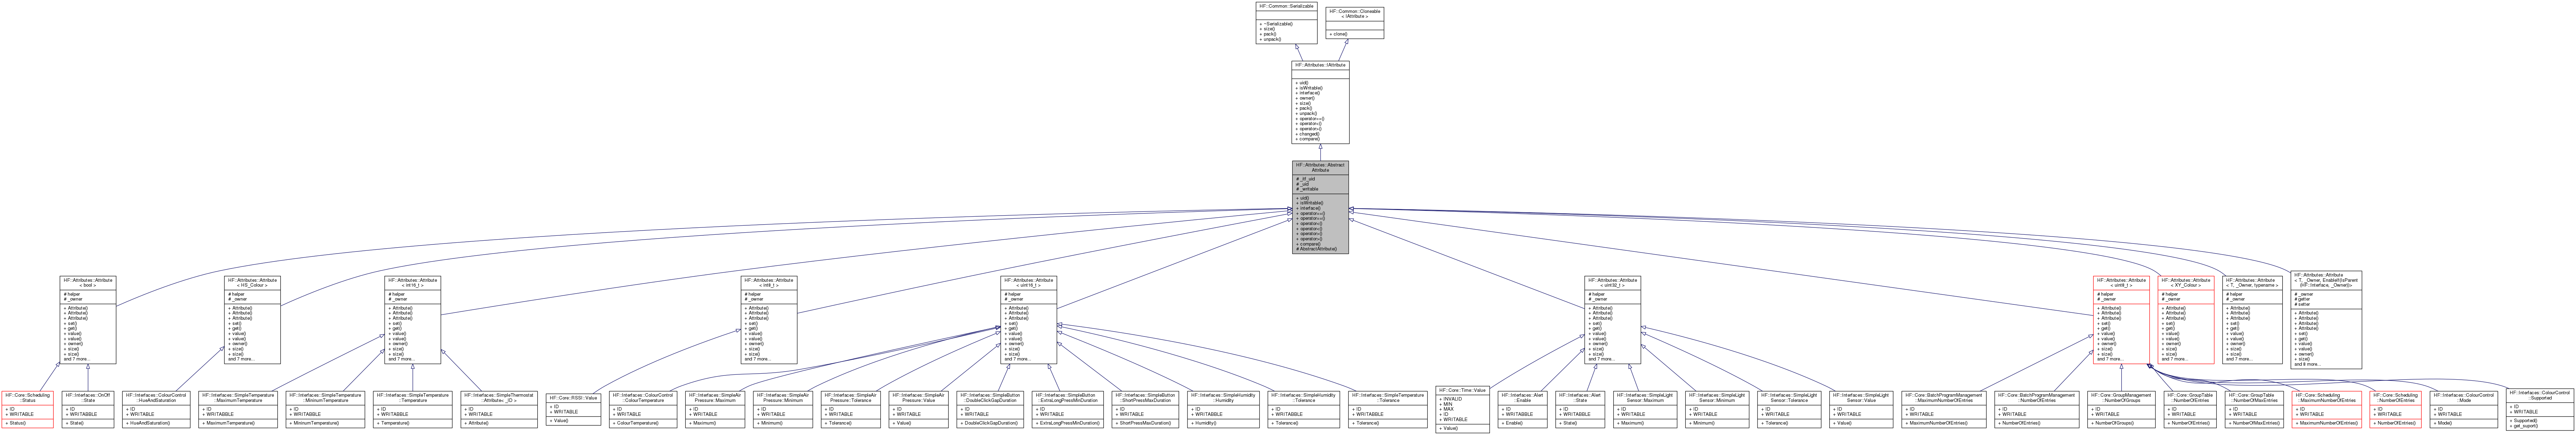 HF::Common::Serializable
+ ~Serializable()
+ size()
+ pack()
+ unpack()
HF::Common::Cloneable
< IAttribute >
+ clone()
HF::Attributes::IAttribute
+ uid()
+ isWritable()
+ interface()
+ owner()
+ size()
+ pack()
+ unpack()
+ operator==()
+ operator<()
+ operator>()
+ changed()
+ compare()
HF::Attributes::Abstract
Attribute
# _itf_uid
# _uid
# _writable
+ uid()
+ isWritable()
+ interface()
+ operator==()
+ operator==()
+ operator<()
+ operator<()
+ operator>()
+ operator>()
+ compare()
# AbstractAttribute()
HF::Attributes::Attribute
< bool >
# helper
# _owner
+ Attribute()
+ Attribute()
+ Attribute()
+ set()
+ get()
+ value()
+ value()
+ owner()
+ size()
+ size()
and 7 more...
HF::Attributes::Attribute
< HS_Colour >
# helper
# _owner
+ Attribute()
+ Attribute()
+ Attribute()
+ set()
+ get()
+ value()
+ value()
+ owner()
+ size()
+ size()
and 7 more...
HF::Attributes::Attribute
< int16_t >
# helper
# _owner
+ Attribute()
+ Attribute()
+ Attribute()
+ set()
+ get()
+ value()
+ value()
+ owner()
+ size()
+ size()
and 7 more...
HF::Attributes::Attribute
< int8_t >
# helper
# _owner
+ Attribute()
+ Attribute()
+ Attribute()
+ set()
+ get()
+ value()
+ value()
+ owner()
+ size()
+ size()
and 7 more...
HF::Attributes::Attribute
< uint16_t >
# helper
# _owner
+ Attribute()
+ Attribute()
+ Attribute()
+ set()
+ get()
+ value()
+ value()
+ owner()
+ size()
+ size()
and 7 more...
HF::Attributes::Attribute
< uint32_t >
# helper
# _owner
+ Attribute()
+ Attribute()
+ Attribute()
+ set()
+ get()
+ value()
+ value()
+ owner()
+ size()
+ size()
and 7 more...
HF::Attributes::Attribute
< uint8_t >
# helper
# _owner
+ Attribute()
+ Attribute()
+ Attribute()
+ set()
+ get()
+ value()
+ value()
+ owner()
+ size()
+ size()
and 7 more...
HF::Attributes::Attribute
< XY_Colour >
# helper
# _owner
+ Attribute()
+ Attribute()
+ Attribute()
+ set()
+ get()
+ value()
+ value()
+ owner()
+ size()
+ size()
and 7 more...
HF::Attributes::Attribute
< T, _Owner, typename >
# helper
# _owner
+ Attribute()
+ Attribute()
+ Attribute()
+ set()
+ get()
+ value()
+ value()
+ owner()
+ size()
+ size()
and 7 more...
HF::Attributes::Attribute
< T, _Owner, EnableIf(IsParent
(HF::Interface, _Owner))>
# _owner
# getter
# setter
+ Attribute()
+ Attribute()
+ Attribute()
+ Attribute()
+ set()
+ get()
+ value()
+ value()
+ owner()
+ size()
and 8 more...
HF::Core::Scheduling
::Status
+ ID
+ WRITABLE
+ Status()
HF::Interfaces::OnOff
::State
+ ID
+ WRITABLE
+ State()
HF::Interfaces::ColourControl
::HueAndSaturation
+ ID
+ WRITABLE
+ HueAndSaturation()
HF::Interfaces::SimpleTemperature
::MaximumTemperature
+ ID
+ WRITABLE
+ MaximumTemperature()
HF::Interfaces::SimpleTemperature
::MinimumTemperature
+ ID
+ WRITABLE
+ MinimumTemperature()
HF::Interfaces::SimpleTemperature
::Temperature
+ ID
+ WRITABLE
+ Temperature()
HF::Interfaces::SimpleThermostat
::Attribute< _ID >
+ ID
+ WRITABLE
+ Attribute()
HF::Core::RSSI::Value
+ ID
+ WRITABLE
+ Value()
HF::Interfaces::ColourControl
::ColourTemperature
+ ID
+ WRITABLE
+ ColourTemperature()
HF::Interfaces::SimpleAir
Pressure::Maximum
+ ID
+ WRITABLE
+ Maximum()
HF::Interfaces::SimpleAir
Pressure::Minimum
+ ID
+ WRITABLE
+ Minimum()
HF::Interfaces::SimpleAir
Pressure::Tolerance
+ ID
+ WRITABLE
+ Tolerance()
HF::Interfaces::SimpleAir
Pressure::Value
+ ID
+ WRITABLE
+ Value()
HF::Interfaces::SimpleButton
::DoubleClickGapDuration
+ ID
+ WRITABLE
+ DoubleClickGapDuration()
HF::Interfaces::SimpleButton
::ExtraLongPressMinDuration
+ ID
+ WRITABLE
+ ExtraLongPressMinDuration()
HF::Interfaces::SimpleButton
::ShortPressMaxDuration
+ ID
+ WRITABLE
+ ShortPressMaxDuration()
HF::Interfaces::SimpleHumidity
::Humidity
+ ID
+ WRITABLE
+ Humidity()
HF::Interfaces::SimpleHumidity
::Tolerance
+ ID
+ WRITABLE
+ Tolerance()
HF::Interfaces::SimpleTemperature
::Tolerance
+ ID
+ WRITABLE
+ Tolerance()
HF::Core::Time::Value
+ INVALID
+ MIN
+ MAX
+ ID
+ WRITABLE
+ Value()
HF::Interfaces::Alert
::Enable
+ ID
+ WRITABLE
+ Enable()
HF::Interfaces::Alert
::State
+ ID
+ WRITABLE
+ State()
HF::Interfaces::SimpleLight
Sensor::Maximum
+ ID
+ WRITABLE
+ Maximum()
HF::Interfaces::SimpleLight
Sensor::Minimum
+ ID
+ WRITABLE
+ Minimum()
HF::Interfaces::SimpleLight
Sensor::Tolerance
+ ID
+ WRITABLE
+ Tolerance()
HF::Interfaces::SimpleLight
Sensor::Value
+ ID
+ WRITABLE
+ Value()
HF::Core::BatchProgramManagement
::MaximumNumberOfEntries
+ ID
+ WRITABLE
+ MaximumNumberOfEntries()
HF::Core::BatchProgramManagement
::NumberOfEntries
+ ID
+ WRITABLE
+ NumberOfEntries()
HF::Core::GroupManagement
::NumberOfGroups
+ ID
+ WRITABLE
+ NumberOfGroups()
HF::Core::GroupTable
::NumberOfEntries
+ ID
+ WRITABLE
+ NumberOfEntries()
HF::Core::GroupTable
::NumberOfMaxEntries
+ ID
+ WRITABLE
+ NumberOfMaxEntries()
HF::Core::Scheduling
::MaximumNumberOfEntries
+ ID
+ WRITABLE
+ MaximumNumberOfEntries()
HF::Core::Scheduling
::NumberOfEntries
+ ID
+ WRITABLE
+ NumberOfEntries()
HF::Interfaces::ColourControl
::Mode
+ ID
+ WRITABLE
+ Mode()
HF::Interfaces::ColourControl
::Supported
+ ID
+ WRITABLE
+ Supported()
+ get_suport()